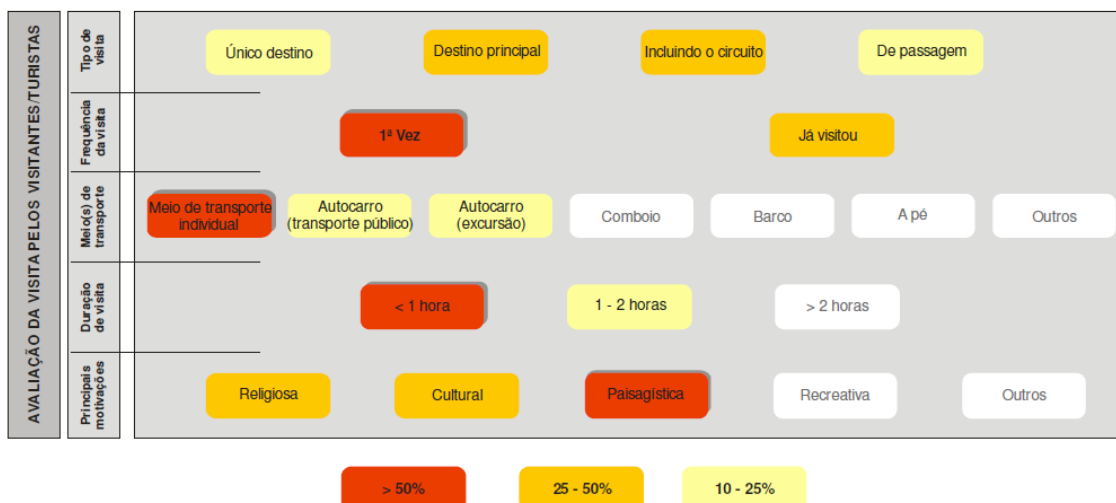 AVALIAÇÃO DA VISITA PELOS VISITANTES/TURISTAS
Tipo de
visita
Único destino
Destino principal
Incluindo o circuito
De passagem
Frequência
da visita
1ª Vez
Já visitou
Meio(s) de
transporte
Meio de transporte
individual
Autocarro
(transporte público)
Autocarro
(excursão)
Comboio
Barco
A pé
Outros
Duração
de visita
< 1 hora
1 - 2 horas
> 2 horas
Principais
motivações
Religiosa
Cultural
Paisagística
Recreativa
Outros
> 50%
25 - 50%
10 - 25%